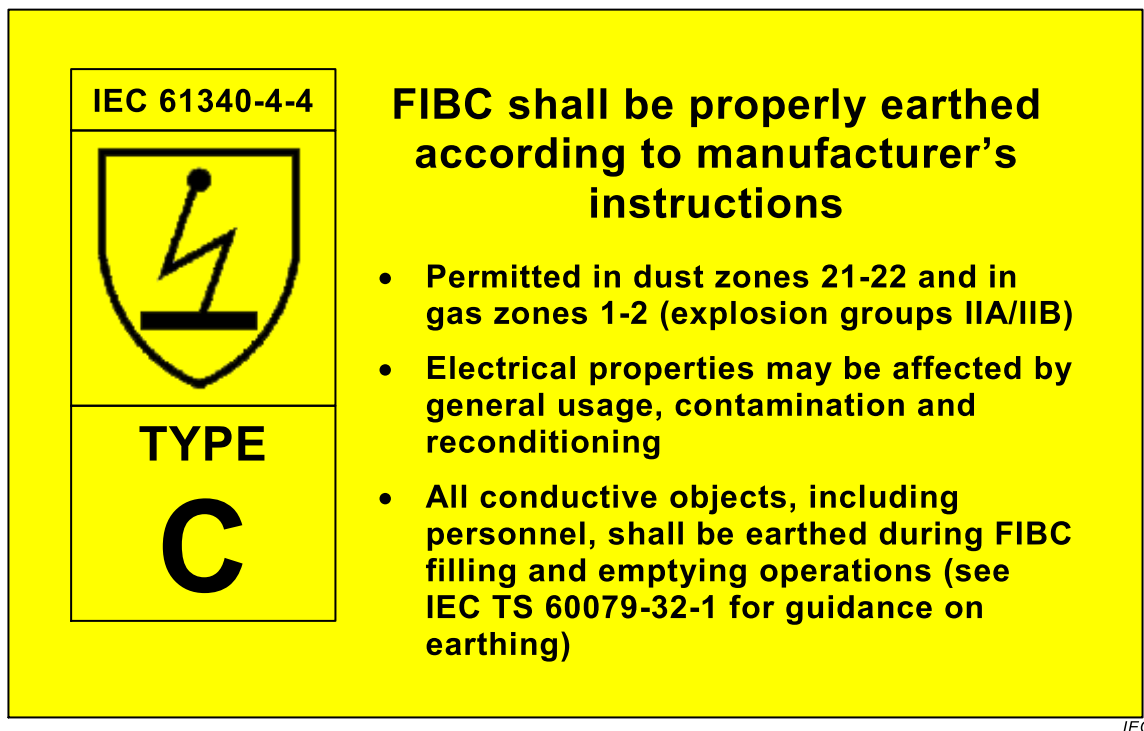 IEC 61340-4-4
TYPE
C
FIBC shall be properly earthed
according to manufacturer’s
instructions
• Permitted in dust zones 21-22 and in
gas zones 1-2 (explosion groups IIA/IIB)
• Electrical properties may be affected by
general usage, contamination and
reconditioning
• All conductive objects, including
personnel, shall be earthed during FIBC
filling and emptying operations (see
IEC TS 60079-32-1 for guidance on
earthing)